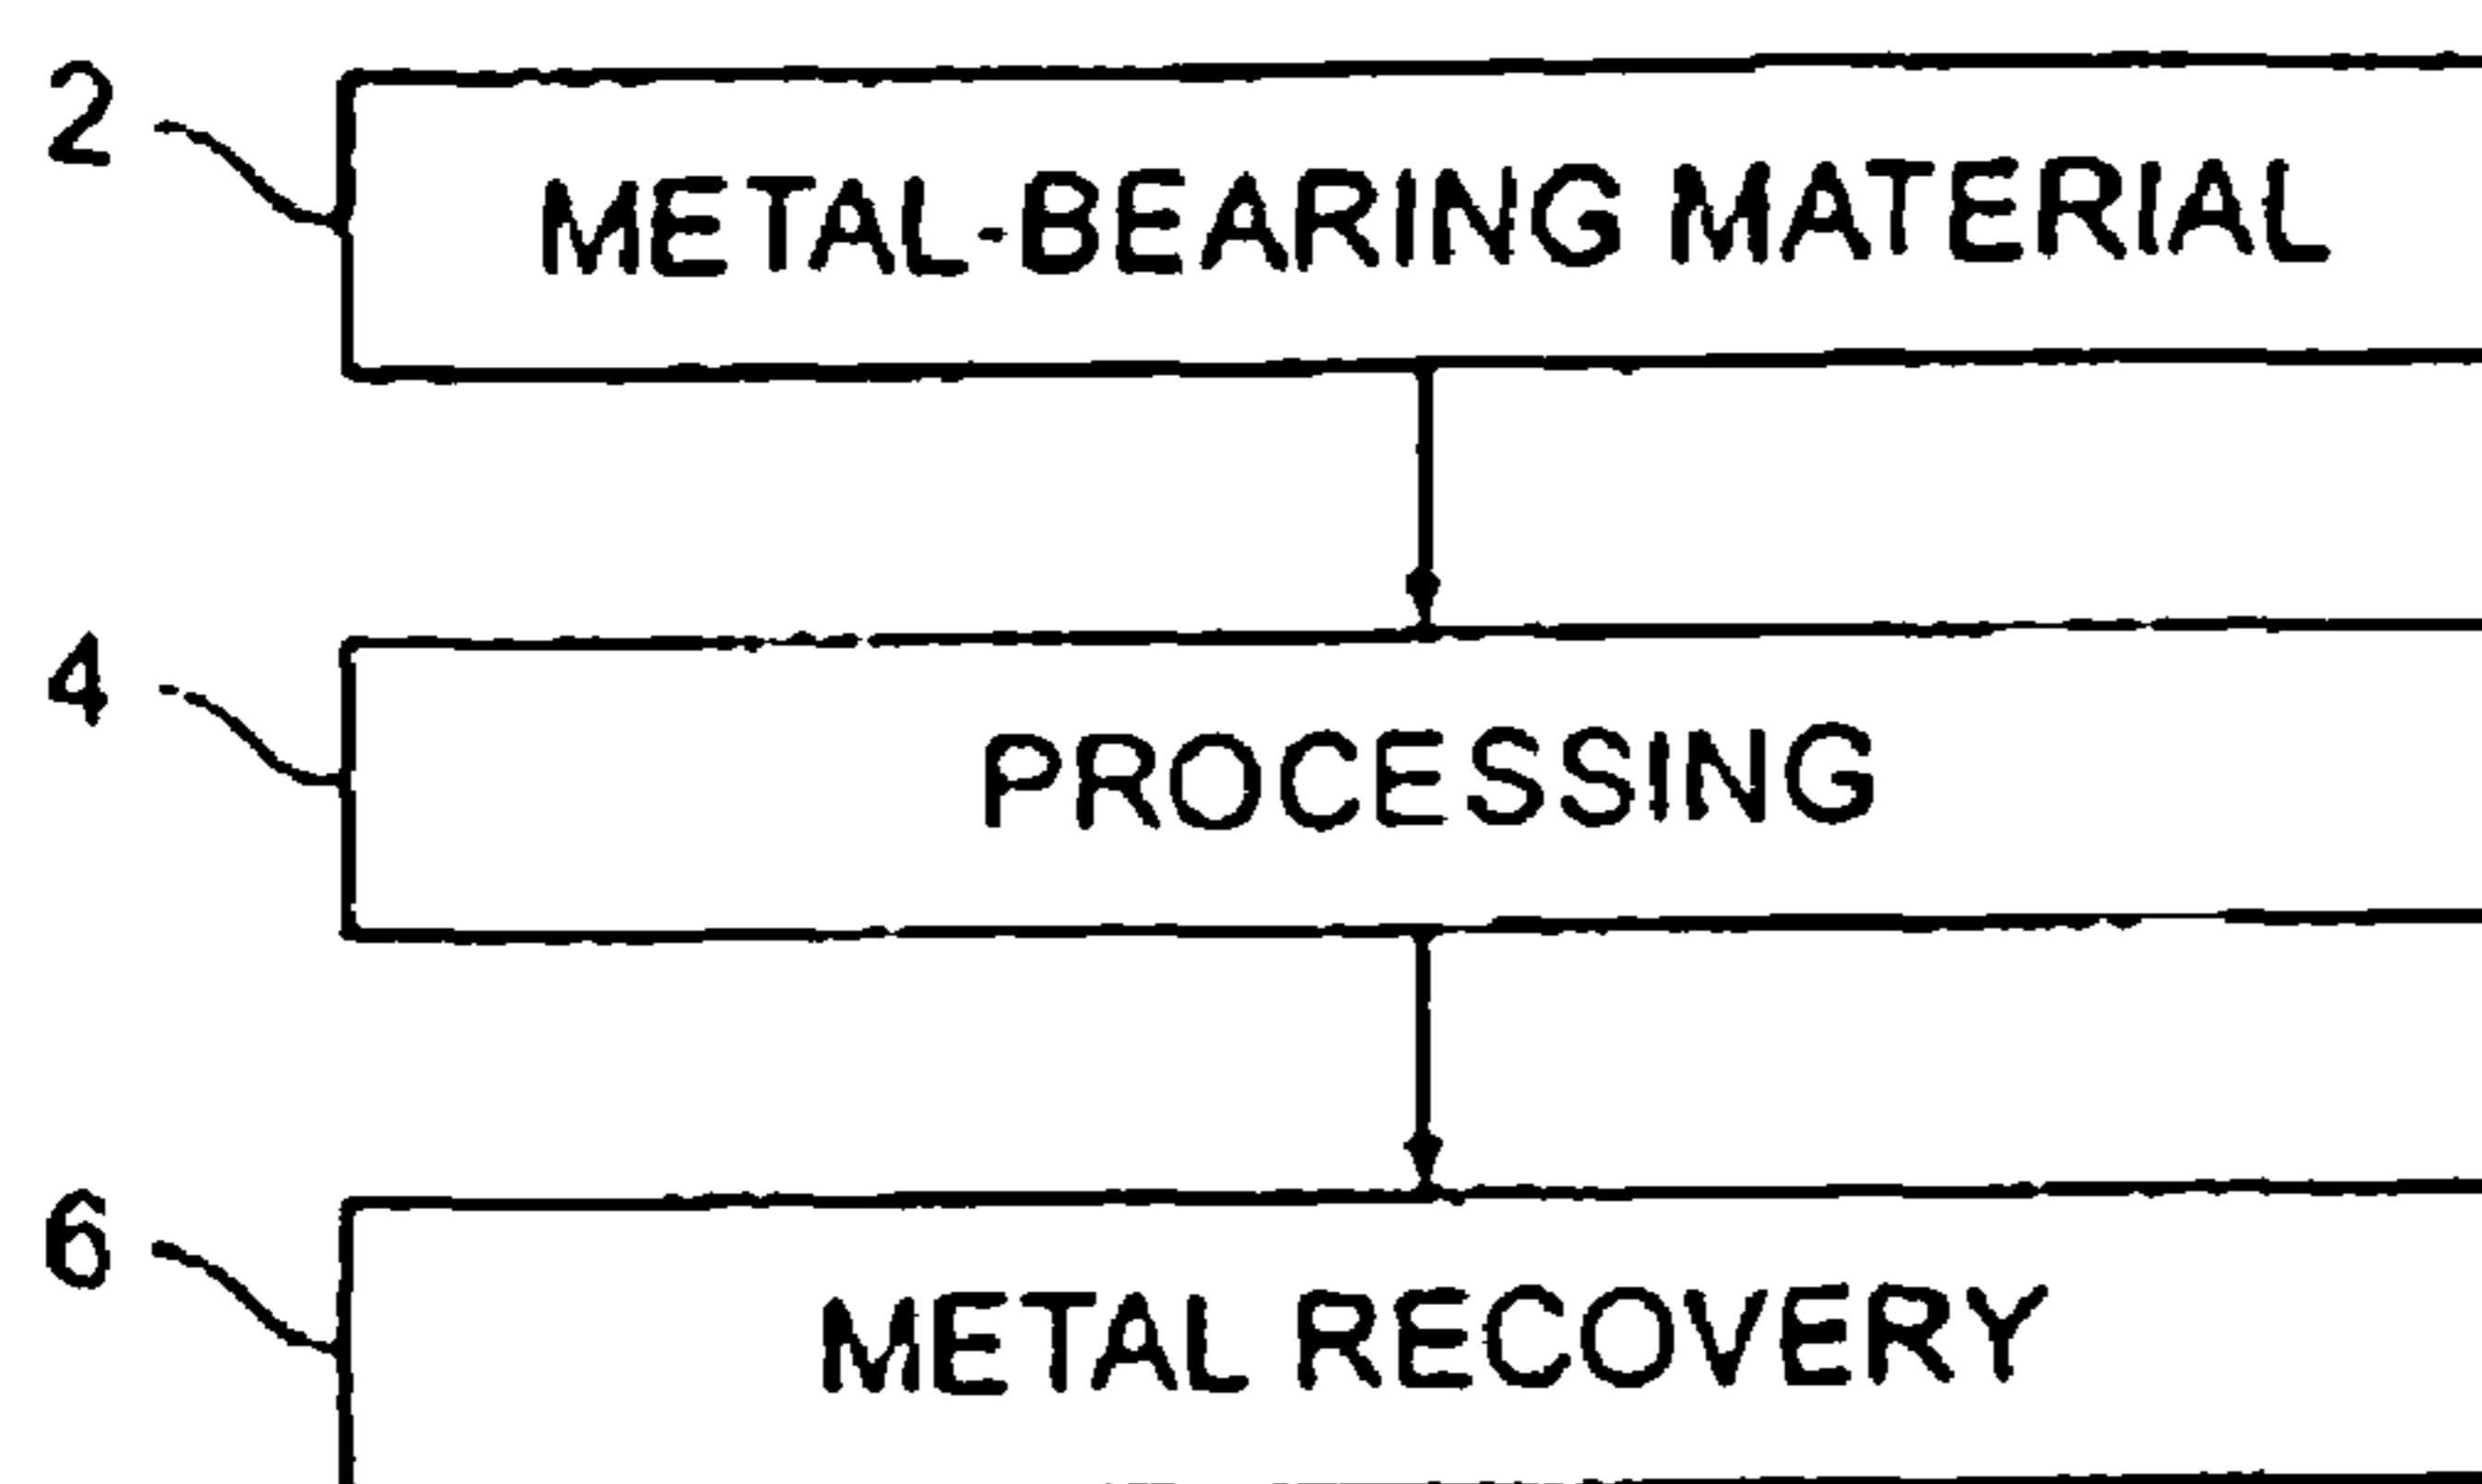 2
METAL-BEARING MATERIAL
4
PROCESSING
6
METAL RECOVERY